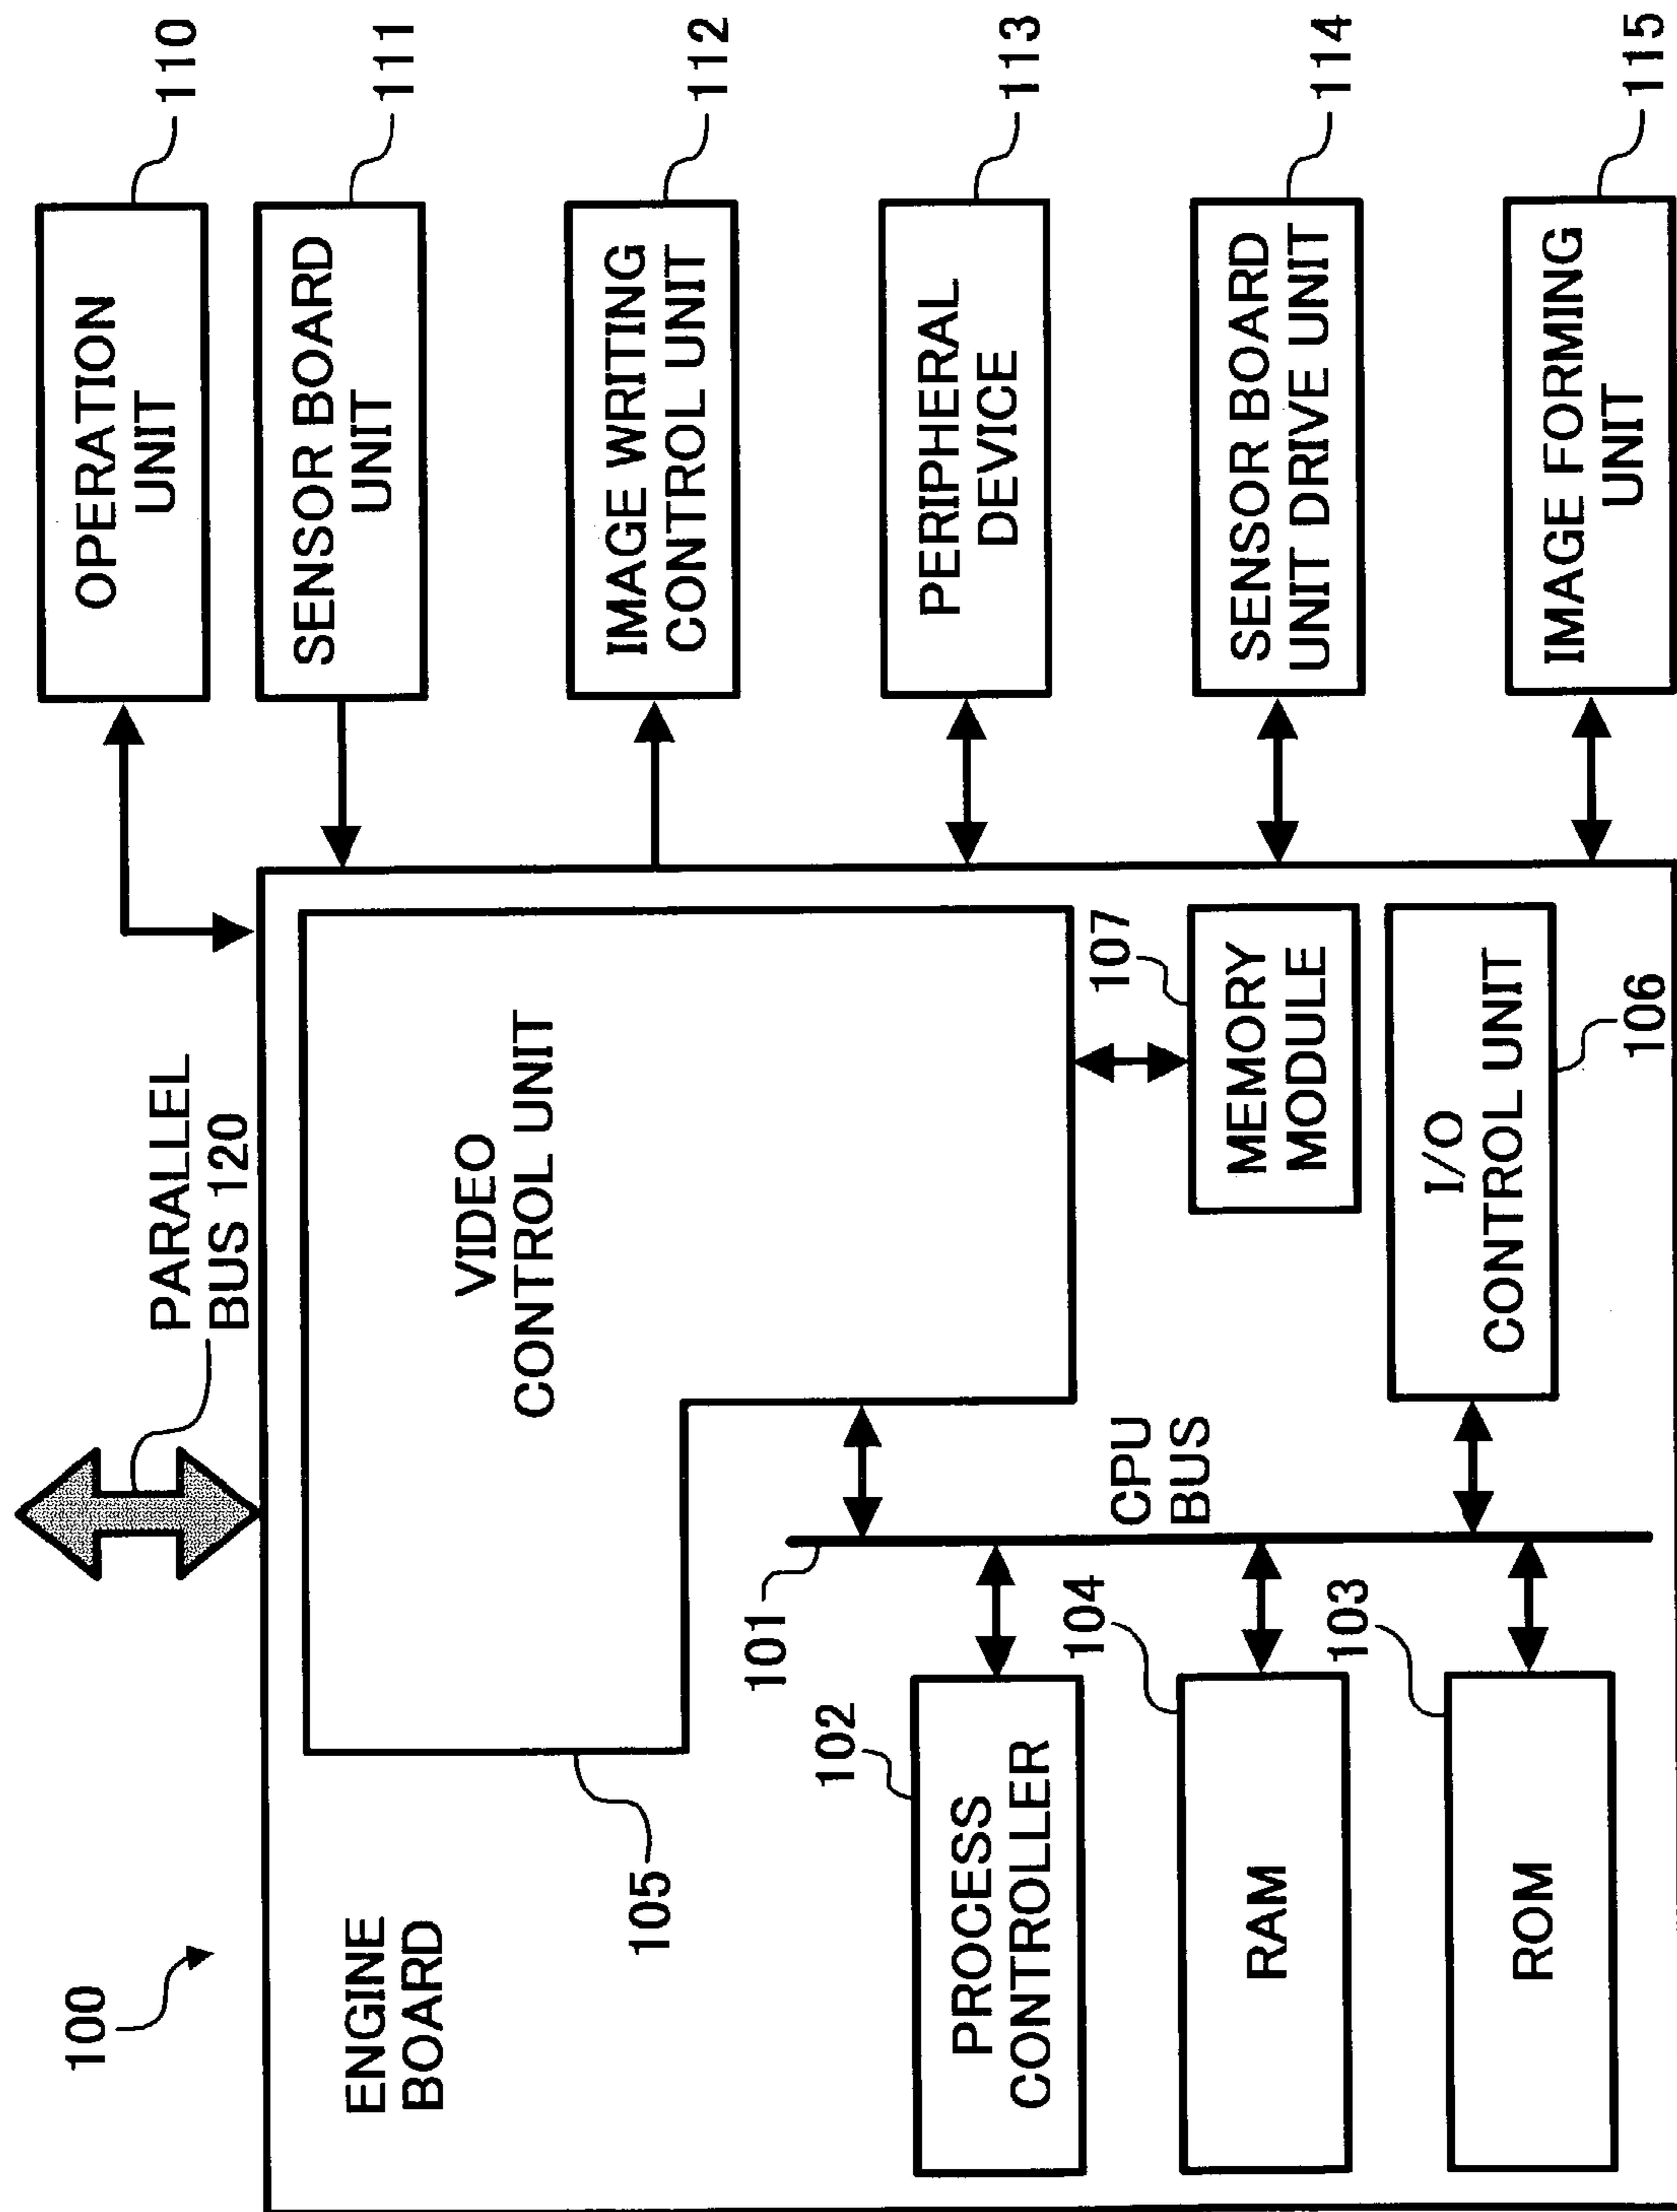 100
ENGINE
BOARD
PARALLEL
BUS 120
105
VIDEO
CONTROL UNIT
101
CPU
BUS
102
PROCESS
CONTROLLER
104
RAM
103
ROM
107
MEMORY
MODULE
I/O
CONTROL UNIT
106
OPERATION
UNIT
110
SENSOR BOARD
UNIT
111
IMAGE WRITING
CONTROL UNIT
112
PERIPHERAL
DEVICE
113
SENSOR BOARD
UNIT DRIVE UNIT
114
IMAGE FORMING
UNIT
115